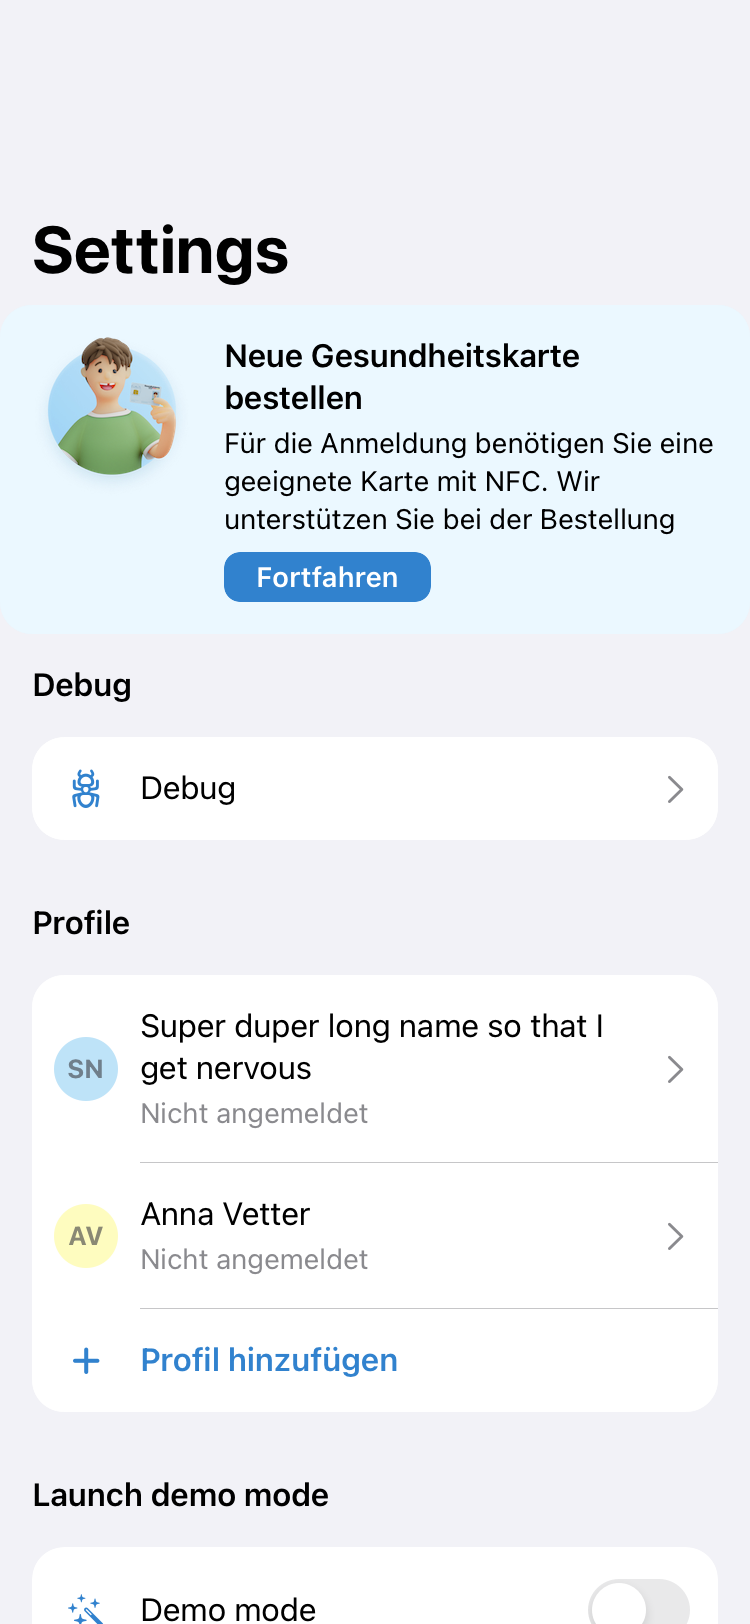 Settings
Neue Gesundheitskarte
bestellen
Für die Anmeldung benötigen Sie eine
geeignete Karte mit NFC. Wir
unterstützen Sie bei der Bestellung
Fortfahren
Debug
Debug
Profile
SN
Super duper long name so that I
get nervous
Nicht angemeldet
AV
Anna Vetter
Nicht angemeldet
Profil hinzufügen
Launch demo mode
Demo mode